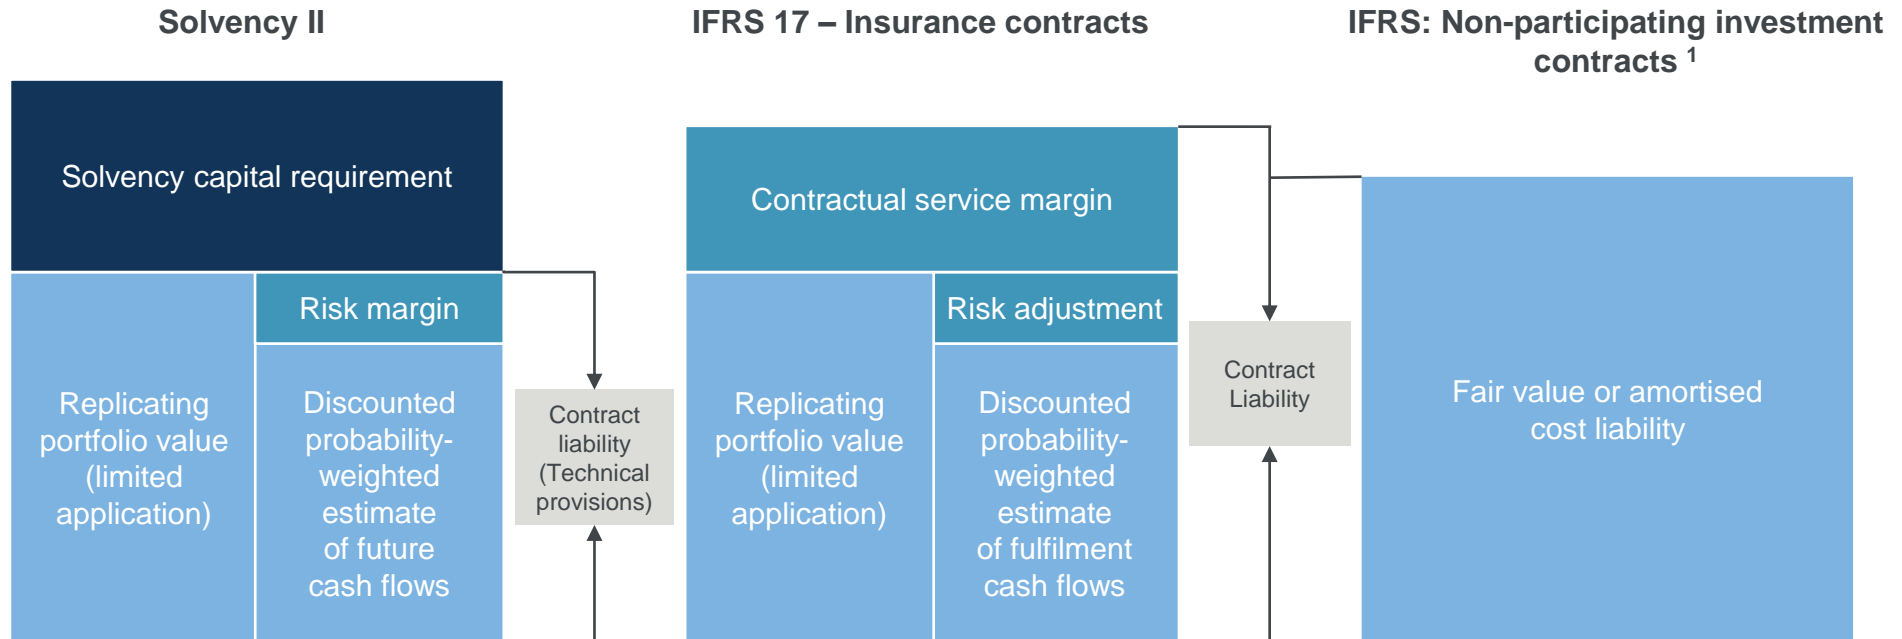 Solvency II
IFRS 17 – Insurance contracts
IFRS: Non-participating investment
contracts 1
Solvency capital requirement
Risk margin
Replicating
portfolio value
(limited
application)
Discounted
probability-
weighted
estimate
of future
cash flows
Contract
liability
(Technical
provisions)
Contractual service margin
Risk adjustment
Replicating
portfolio value
(limited
application)
Discounted
probability-
weighted
estimate
of fulfilment
cash flows
Contract
Liability
Fair value or amortised
cost liability